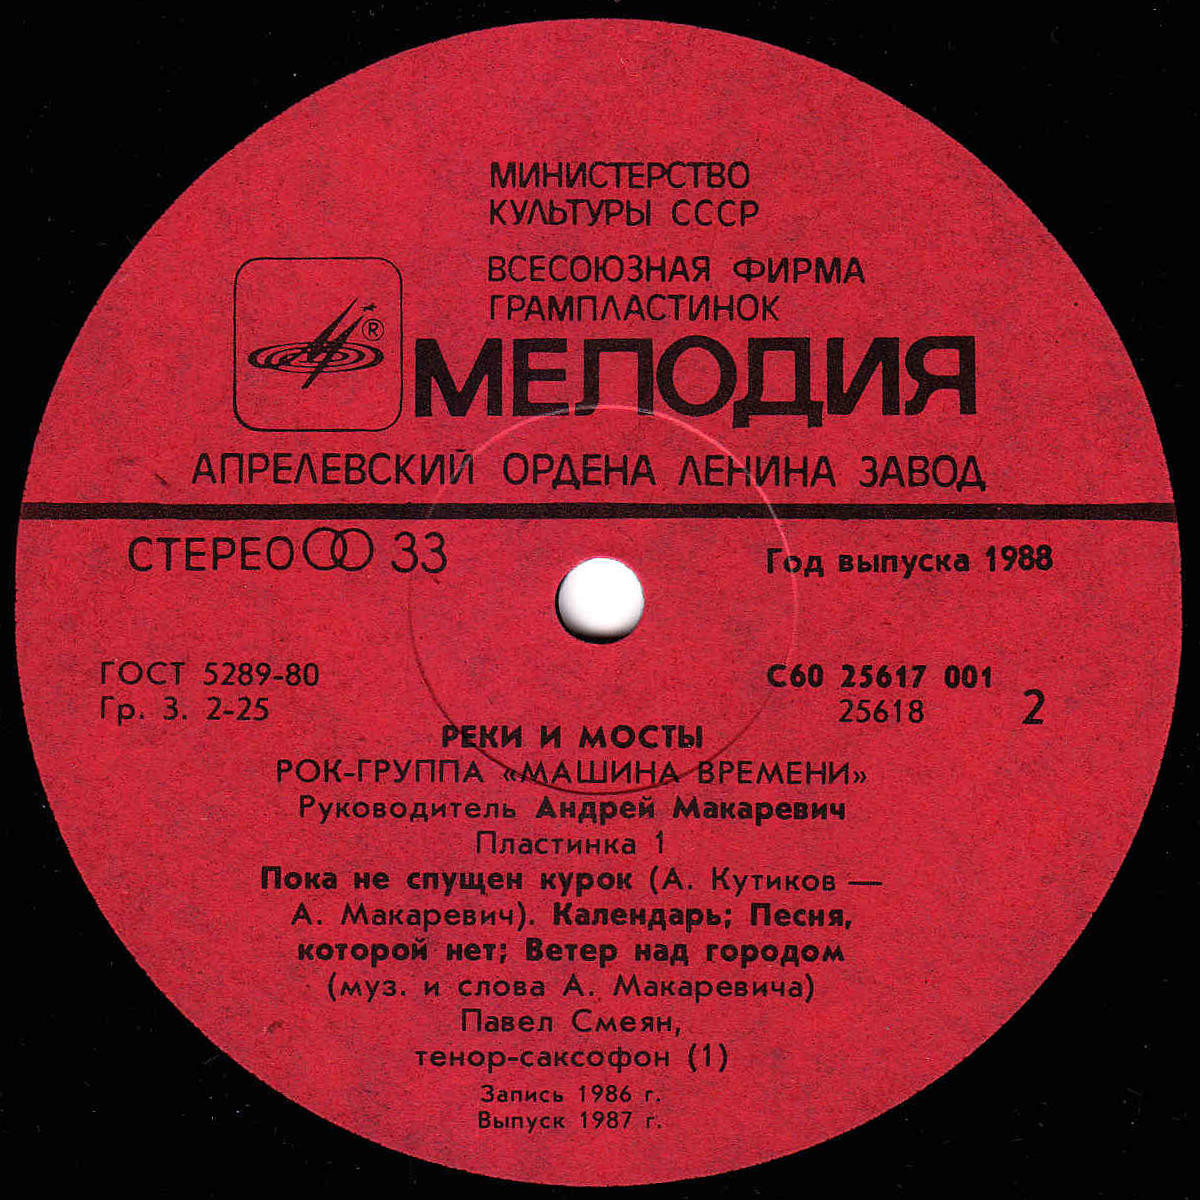 МИНИСТЕРСТВО
КУЛЬТУРЫ СССР
ВСЕСОЮЗНАЯ ФИРМА
ГРАМПЛАСТИНОК
®
МЕЛОДИЯ
АПРЕЛЕВСКИЙ ОРДЕНА ЛЕНИНА ЗАВОД
СТЕРЕО 33
Год выпуска 1988
ГОСТ 5289-80
Гр. 3. 2-25
С60 25617 001
25618
2
РЕКИ И МОСТЫ
РОК-ГРУППА «МАШИНА ВРЕМЕНИ»
Руководитель Андрей Макаревич
Пластинка 1
Пока не спущен курок (А. Кутиков —
А. Макаревич). Календарь; Песня,
которой нет; Ветер над городом
(муз. и слова А. Макаревича)
Павел Смеян,
тенор-саксофон (1)
Запись 1986 г.
Выпуск 1987 г.